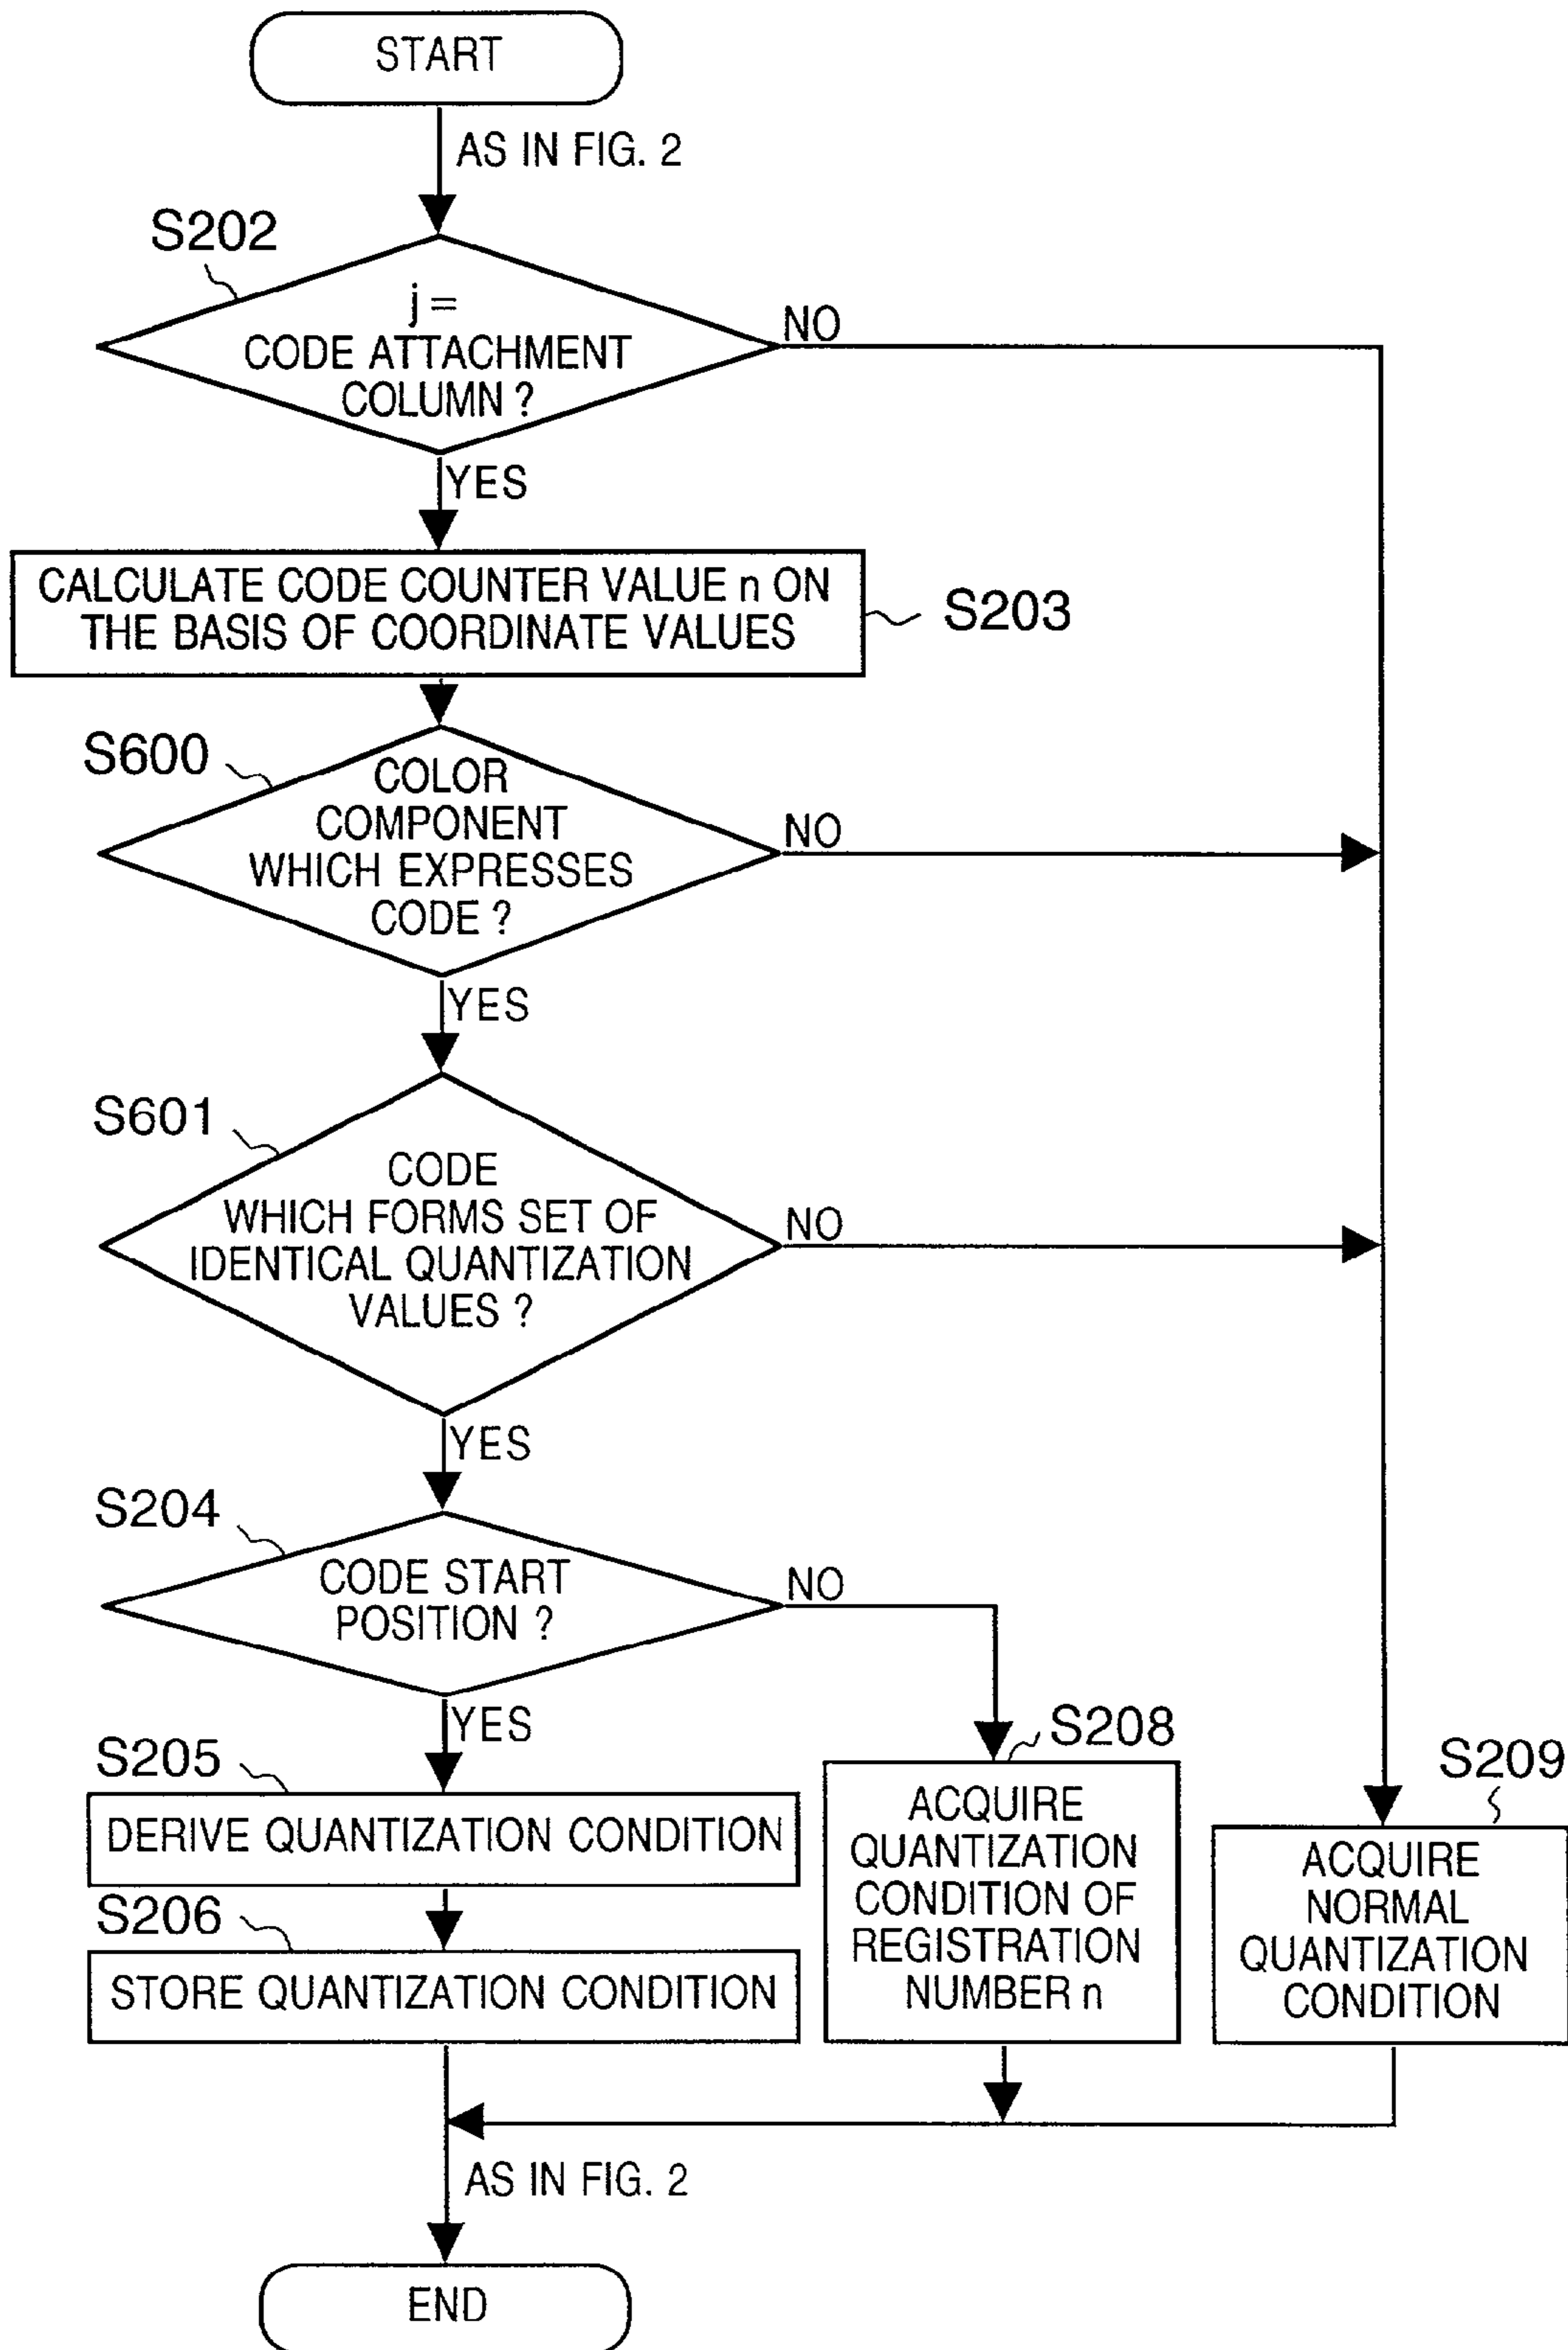 START
AS IN FIG. 2
S202
j =
CODE ATTACHMENT
COLUMN ?
NO
YES
CALCULATE CODE COUNTER VALUE n ON
THE BASIS OF COORDINATE VALUES
S203
S600
COLOR
COMPONENT
WHICH EXPRESSES
CODE ?
NO
YES
S601
CODE
WHICH FORMS SET OF
IDENTICAL QUANTIZATION
VALUES ?
NO
YES
S204
CODE START
POSITION ?
NO
YES
S205
DERIVE QUANTIZATION CONDITION
S206
STORE QUANTIZATION CONDITION
S208
ACQUIRE
QUANTIZATION
CONDITION OF
REGISTRATION
NUMBER n
S209
ACQUIRE
NORMAL
QUANTIZATION
CONDITION
AS IN FIG. 2
END